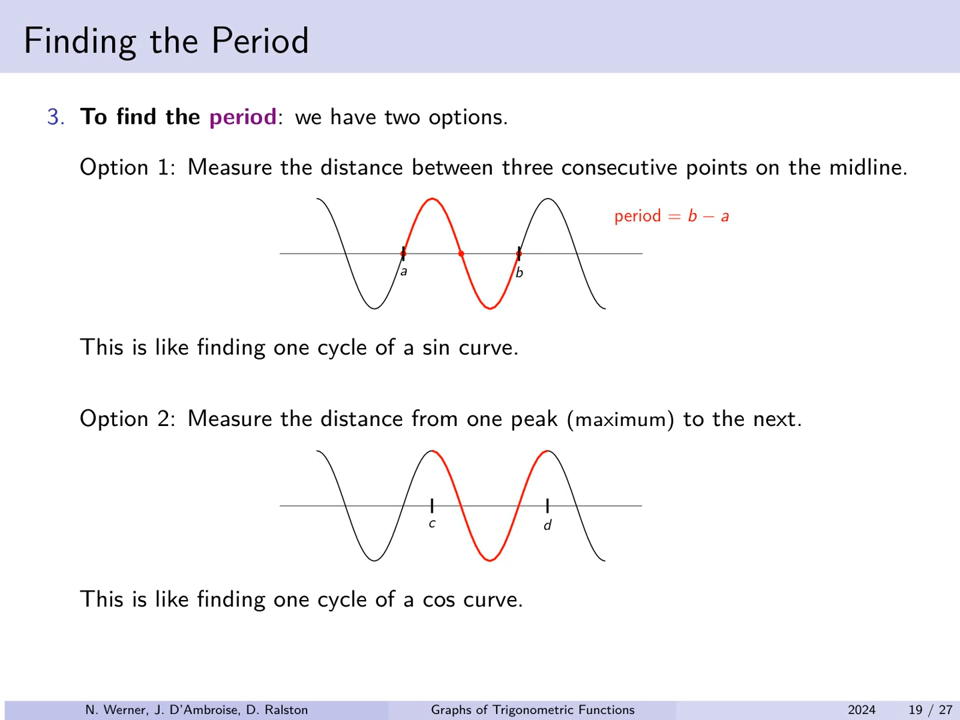 Finding the Period
3. To find the period: we have two options.
Option 1: Measure the distance between three consecutive points on the midline.
period = b − a
a
b
This is like finding one cycle of a sin curve.
Option 2: Measure the distance from one peak (maximum) to the next.
c
d
This is like finding one cycle of a cos curve.
N. Werner, J. D'Ambroise, D. Ralston
Graphs of Trigonometric Functions
2024
19 / 27